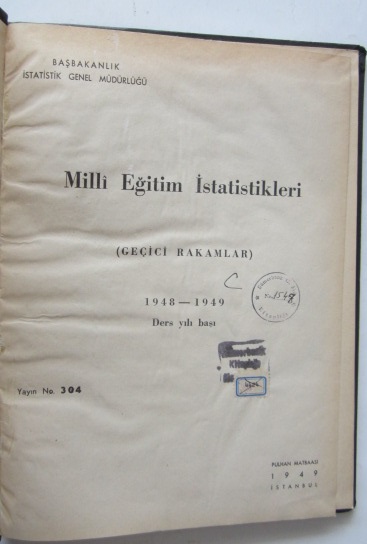 BAŞBAKANLIK
İSTATİSTİK GENEL MÜDÜRLÜĞÜ
Millî Eğitim İstatistikleri
(GEÇİCİ RAKAMLAR)
1948—1949
Ders yılı başı
Yayın No. 304
PULHAN MATBAASI
1949
İSTANBUL